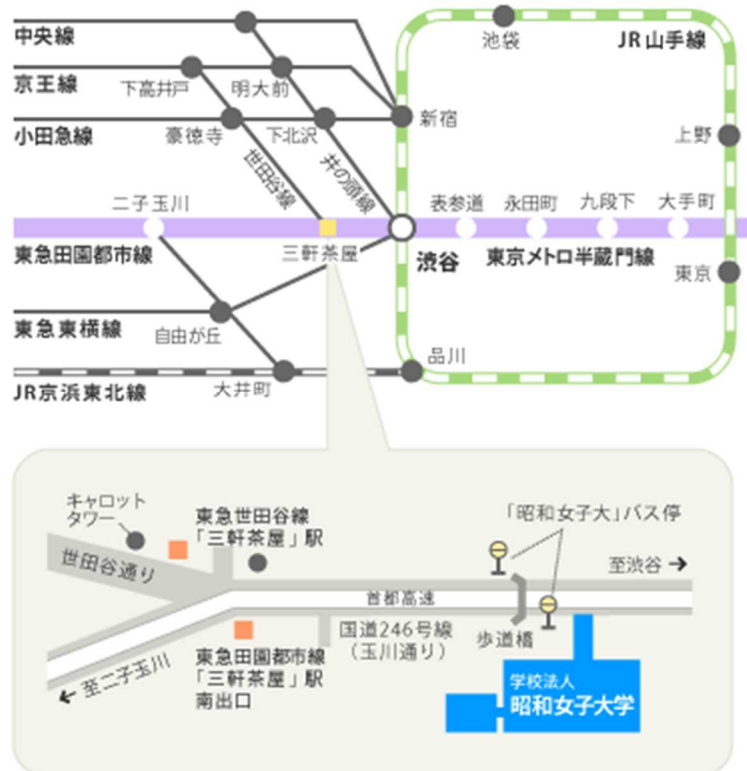 中央線
池袋
JR山手線
京王線
下高井戸
明大前
小田急線
豪徳寺
下北沢
新宿
上野
世田谷線
井の頭線
二子玉川
表参道
永田町
九段下
大手町
東急田園都市線
三軒茶屋
渋谷
東京メトロ半蔵門線
東京
東急東横線
自由が丘
品川
JR京浜東北線
大井町
キャロット
タワー
東急世田谷線
「三軒茶屋」駅
「昭和女子大」バス停
世田谷通り
至渋谷→
首都高速
国道246号線
（玉川通り）
歩道橋
←至二子玉川
東急田園都市線
「三軒茶屋」駅
南出口
学校法人
昭和女子大学